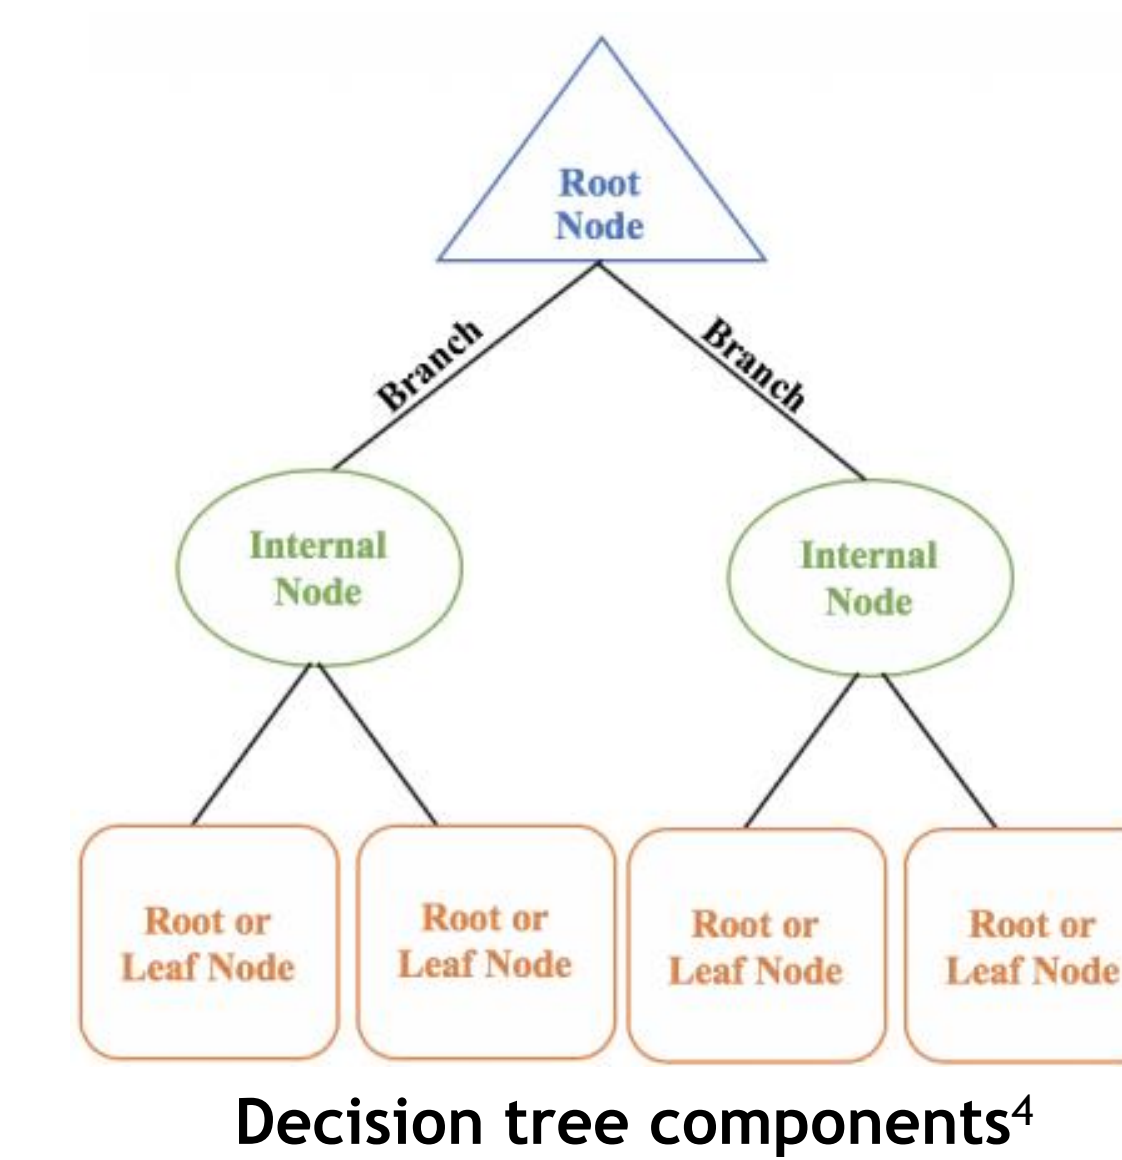 Root
Node
Branch
Branch
Internal
Node
Internal
Node
Root or
Leaf Node
Root or
Leaf Node
Root or
Leaf Node
Root or
Leaf Node
Decision tree components⁴